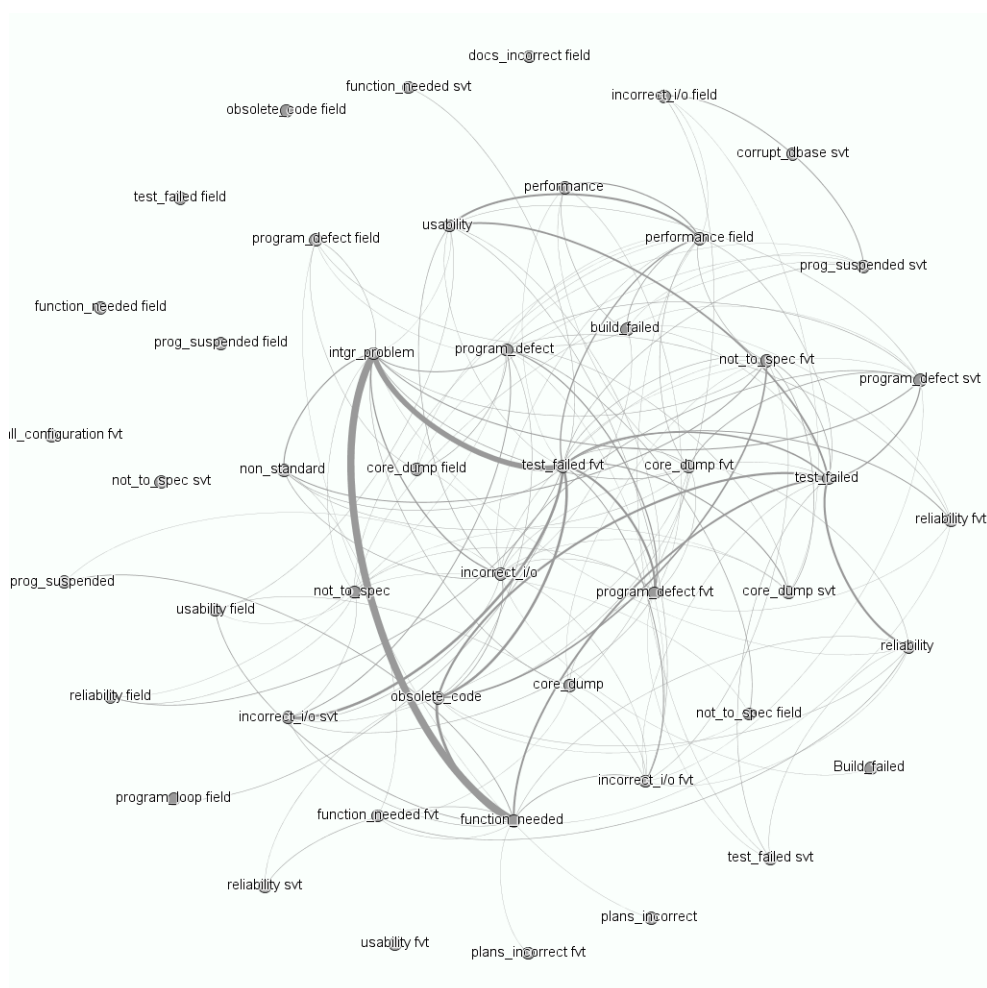 docs_incorrect field
function_needed svt
incorrect_i/o field
obsolete_code field
corrupt_dbase svt
performance
test_failed field
usability
program_defect field
performance field
prog_suspended svt
function_needed field
build_failed
prog_suspended field
intgr_problem
program_defect
not_to_spec fvt
program_defect svt
ll_configuration fvt
non_standard
core_dump field
test_failed fvt
core_dump fvt
not_to_spec svt
test_failed
reliability fvt
incorrect_i/o
prog_suspended
not_to_spec
program_defect fvt
core_dump svt
usability field
reliability
core_dump
reliability field
obsolete_code
incorrect_i/o svt
not_to_spec field
Build_failed
incorrect_i/o fvt
program_loop field
function_needed fvt
function_needed
test_failed svt
reliability svt
plans_incorrect
usability fvt
plans_incorrect fvt